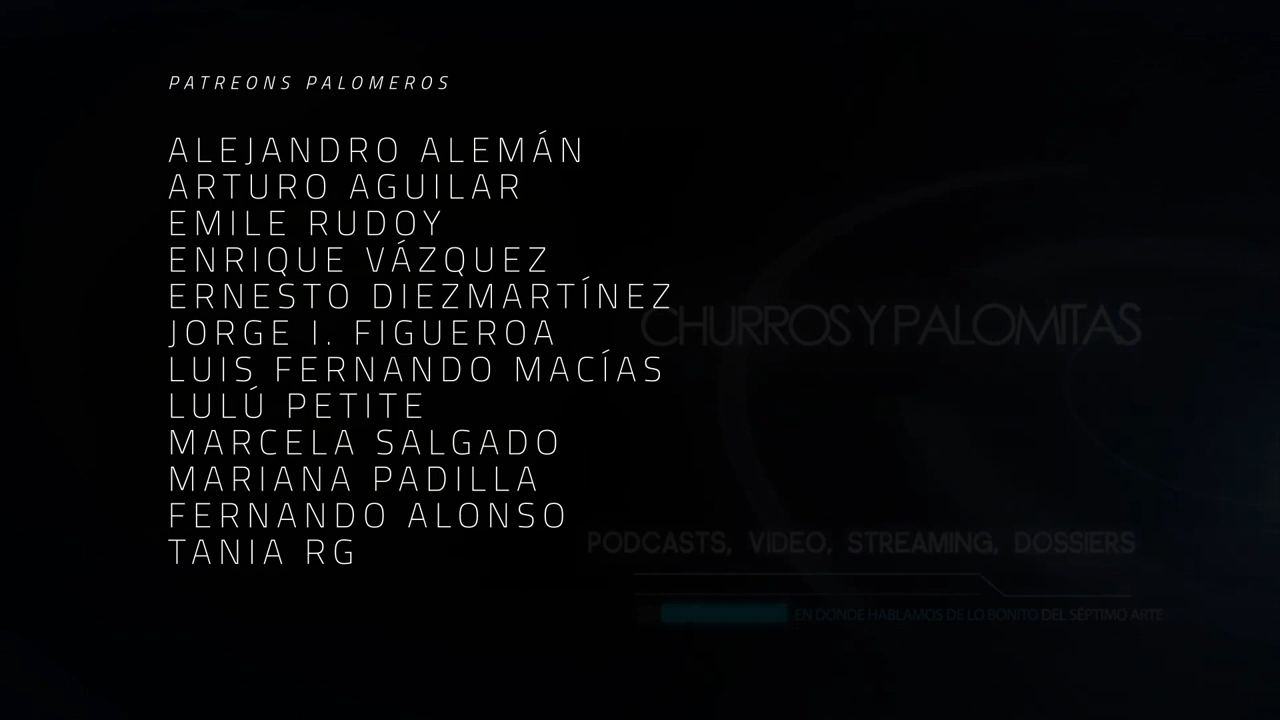 PATREONS PALOMEROS
ALEJANDRO ALEMÁN
ARTURO AGUILAR
EMILE RUDOY
ENRIQUE VÁZQUEZ
ERNESTO DIEZMARTÍNEZ
JORGE I. FIGUEROA
LUIS FERNANDO MACÍAS
LULÚ PETITE
MARCELA SALGADO
MARIANA PADILLA
FERNANDO ALONSO
TANIA RG
CHURROS Y PALOMITAS
PODCASTS, VIDEO, STREAMING, DOSSIERS
EN DONDE HABLAMOS DE LO BONITO DEL SÉPTIMO ARTE